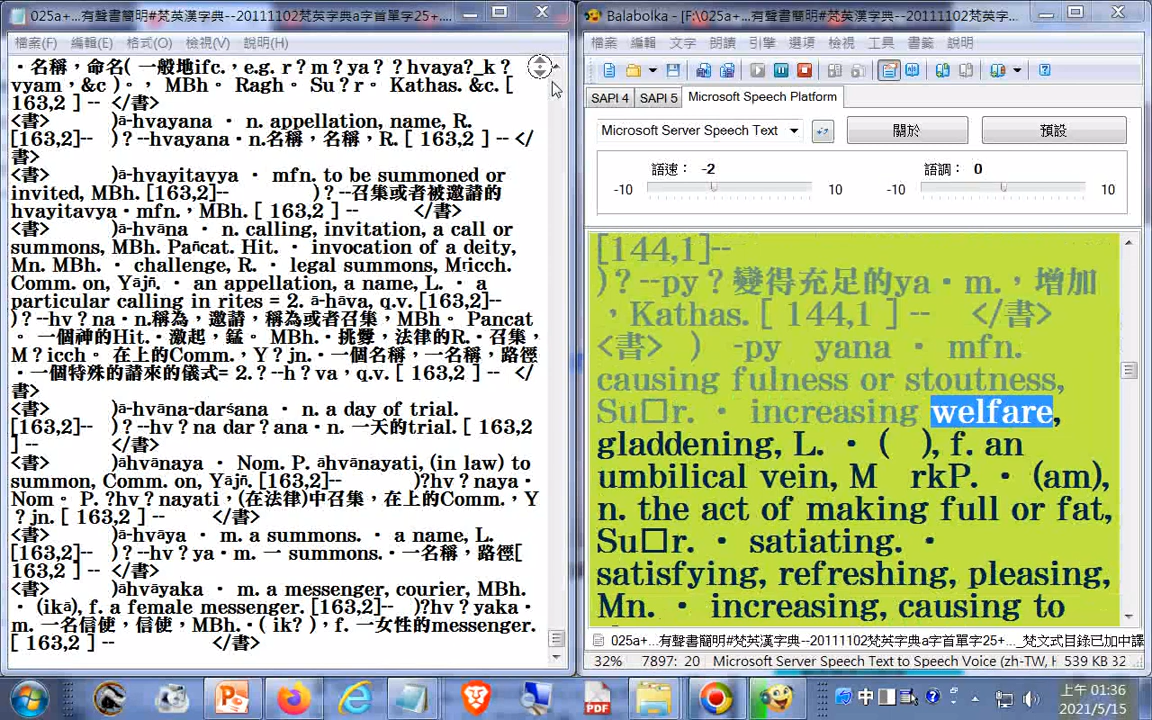 025a+...有聲書簡明#梵英漢字典--20111102梵英字典a字首單字25+...
檔案(F) 編輯(E) 格式(O) 檢視(V) 說明(H)
・名稱，命名( 一般地ifc.，e.g. r？m？ya？？hvaya?_k？
vyam，&c )。， MBh。Ragh。Su？r。Kathas. &c. [
163,2 ] -- </書>
<書> )ā-hvayana ・ n. appellation, name, R.
[163,2]-- )？--hvayana・n.名稱，名稱，R. [ 163,2 ] -- </
書>
<書> )ā-hvayitavya ・ mfn. to be summoned or
invited, MBh. [163,2]-- )？--召集或者被邀請的
hvayitavya・mfn.，MBh. [ 163,2 ] -- </書>
<書> )ā-hvāna ・ n. calling, invitation, a call or
summons, MBh. Pañcat. Hit. ・ invocation of a deity,
Mn. MBh. ・ challenge, R. ・ legal summons, Mṛicch.
Comm. on, Yājñ. ・ an appellation, a name, L. ・ a
particular calling in rites = 2. ā-hāva, q.v. [163,2]--
)？--hv？na・n.稱為，邀請，稱為或者召集，MBh。Pancat
。一個神的Hit.・激起，錳。 MBh.・挑釁，法律的R.・召集，
M？icch。 在上的Comm.，Y？jn.・一個名稱，一名稱，路徑
・一個特殊的請來的儀式= 2.？--h？va，q.v. [ 163,2 ] -- </
書>
<書> )ā-hvāna-darśana ・ n. a day of trial.
[163,2]-- )？--hv？na dar？ana・n. 一天的trial. [ 163,2
] -- </書>
<書> )āhvānaya ・ Nom. P. āhvānayati, (in law) to
summon, Comm. on, Yājñ. [163,2]-- )?hv？naya・
Nom。 P. ?hv？nayati，(在法律)中召集，在上的Comm.，Y
？jn. [ 163,2 ] -- </書>
<書> )ā-hvāya ・ m. a summons. ・ a name, L.
[163,2]-- )？--hv？ya・m. 一 summons.・一名稱，路徑[
163,2 ] -- </書>
<書> )āhvāyaka ・ m. a messenger, courier, MBh.
・ (ikā), f. a female messenger. [163,2]-- )?hv？yaka・
m. 一名信使，信使，MBh.・( ik？)，f. 一女性的messenger.
[ 163,2 ] -- </書>
Balabolka - [F:\025a+...有聲書簡明#梵英漢字典--20111102梵英字...
檔案 編輯 文字 朗讀 引擎 選項 檢視 工具 書籤 說明
SAPI 4 SAPI 5 Microsoft Speech Platform
Microsoft Server Speech Text 關於 預設
語速： -2 語調： 0
-10 10 -10 10
[144,1]--
)？--py？變得充足的ya・m.，增加
，Kathas. [ 144,1 ] -- </書>
<書> ) -py yana ・ mfn.
causing fulness or stoutness,
Su□r. ・ increasing welfare,
gladdening, L. ・ ( ), f. an
umbilical vein, M rkP. ・ (am),
n. the act of making full or fat,
Su□r. ・ satiating. ・
satisfying, refreshing, pleasing,
Mn. ・ increasing, causing to
025a+...有聲書簡明#梵英漢字典--20111102梵英字典a字首單字25+..._梵文式目錄已加中譯
32% 7897: 20 Microsoft Server Speech Text to Speech Voice (zh-TW, H 539 KB 32
中 上午 01:36
2021/5/15